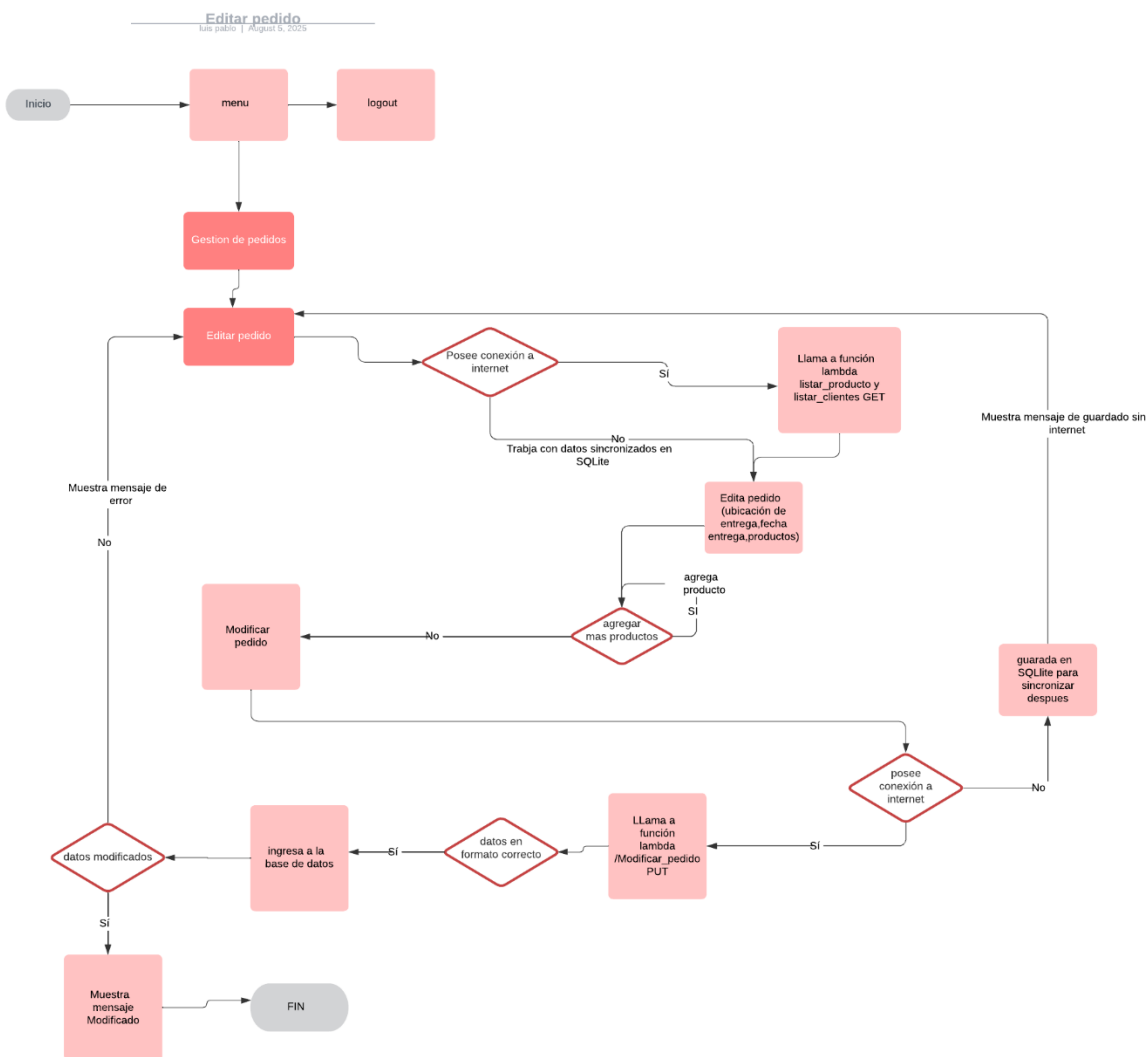 Editar pedido
luis pablo | August 5, 2025
Inicio
menu
logout
Gestion de pedidos
Editar pedido
Posee conexión a
internet
Sí
Llama a función
lambda
listar_producto y
listar_clientes GET
Muestra mensaje de guardado sin
internet
No
Trabja con datos sincronizados en
SQLite
Muestra mensaje de
error
No
Edita pedido
(ubicación de
entrega,fecha
entrega,productos)
agrega
producto
SÍ
agregar
mas productos
No
Modificar
pedido
guarada en
SQLlite para
sincronizar
despues
posee
conexión a
internet
No
Sí
LLama a
función
lambda
/Modificar_pedido
PUT
datos en
formato correcto
Sí
ingresa a la
base de datos
datos modificados
Sí
Muestra
mensaje
Modificado
FIN